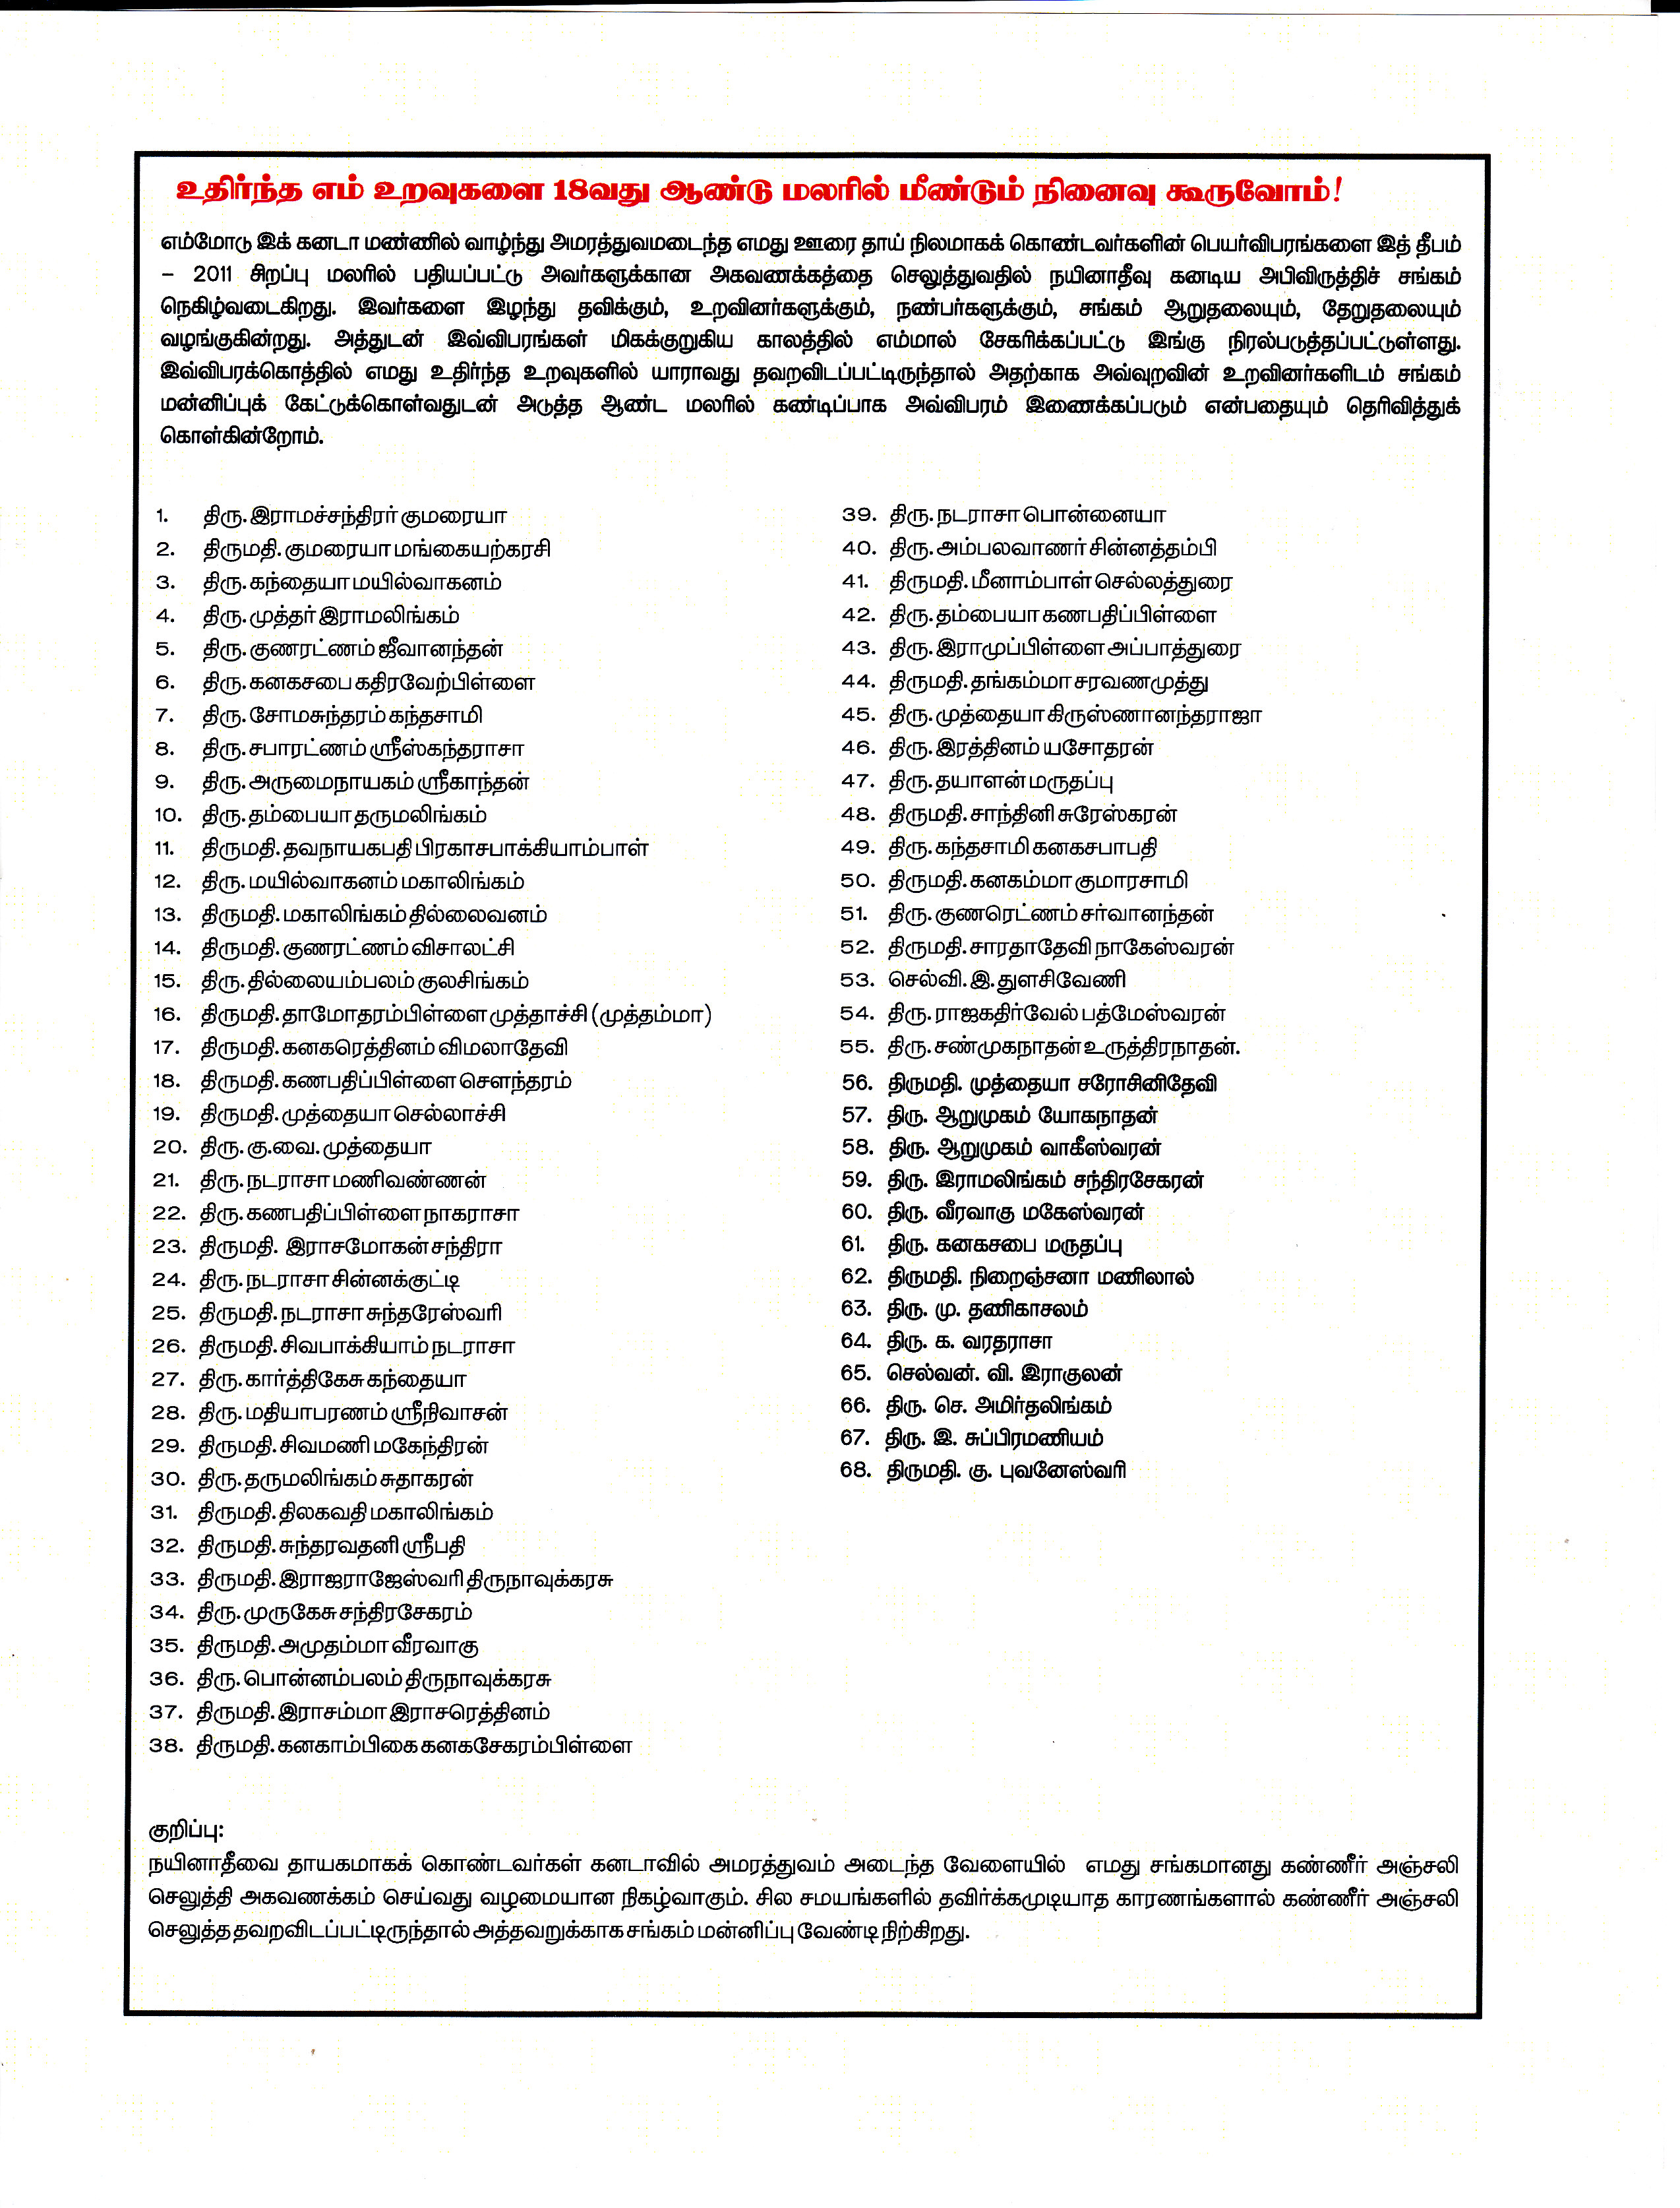 உதிர்ந்த எம் உறவுகளை 18வது ஆண்டு மலரில் மீண்டும் நினைவு கூருவோம்!
எம்மோடு இக் கனடா மண்ணில் வாழ்ந்து அமரத்துவமடைந்த எமது ஊரை தாய் நிலமாகக் கொண்டவர்களின் பெயர்விபரங்களை இத் தீபம்
– 2011 சிறப்பு மலரில் பதியப்பட்டு அவர்களுக்கான அகவணக்கத்தை செலுத்துவதில் நயினாதீவு கனடிய அபிவிருத்திச் சங்கம்
நெகிழ்வடைகிறது. இவர்களை இழந்து தவிக்கும், உறவினர்களுக்கும், நண்பர்களுக்கும், சங்கம் ஆறுதலையும், தேறுதலையும்
வழங்குகின்றது. அத்துடன் இவ்விபரங்கள் மிகக்குறுகிய காலத்தில் எம்மால் சேகரிக்கப்பட்டு இங்கு நிரல்படுத்தப்பட்டுள்ளது.
இவ்விபரக்கொத்தில் எமது உதிர்ந்த உறவுகளில் யாராவது தவறவிடப்பட்டிருந்தால் அதற்காக அவ்வுறவின் உறவினர்களிடம் சங்கம்
மன்னிப்புக் கேட்டுக்கொள்வதுடன் அடுத்த ஆண்ட மலரில் கண்டிப்பாக அவ்விபரம் இணைக்கப்படும் என்பதையும் தெரிவித்துக்
கொள்கின்றோம்.
1. திரு.இராமச்சந்திரர் குமரையா
2. திருமதி.குமரையா மங்கையற்கரசி
3. திரு.கந்தையா மயில்வாகனம்
4. திரு.முத்தர் இராமலிங்கம்
5. திரு.குணரட்ணம் ஜீவானந்தன்
6. திரு.கனகசபை கதிரவேற்பிள்ளை
7. திரு.சோமசுந்தரம் கந்தசாமி
8. திரு.சபாரட்ணம் ஸ்ரீஸ்கந்தராசா
9. திரு.அருமைநாயகம் ஸ்ரீகாந்தன்
10. திரு.தம்பையா தருமலிங்கம்
11. திருமதி.தவநாயகபதி பிரகாசபாக்கியாம்பாள்
12. திரு.மயில்வாகனம் மகாலிங்கம்
13. திருமதி.மகாலிங்கம் தில்லைவனம்
14. திருமதி.குணரட்ணம் விசாலட்சி
15. திரு.தில்லையம்பலம் குலசிங்கம்
16. திருமதி.தாமோதரம்பிள்ளை முத்தாச்சி (முத்தம்மா)
17. திருமதி.கனகரெத்தினம் விமலாதேவி
18. திருமதி.கணபதிப்பிள்ளை சௌந்தரம்
19. திருமதி.முத்தையா செல்லாச்சி
20. திரு.கு.வை.முத்தையா
21. திரு.நடராசா மணிவண்ணன்
22. திரு.கணபதிப்பிள்ளை நாகராசா
23. திருமதி. இராசமோகன் சந்திரா
24. திரு.நடராசா சின்னக்குட்டி
25. திருமதி.நடராசா சுந்தரேஸ்வரி
26. திருமதி.சிவபாக்கியாம் நடராசா
27. திரு.கார்த்திகேசு கந்தையா
28. திரு.மதியாபரணம் ஸ்ரீநிவாசன்
29. திருமதி.சிவமணி மகேந்திரன்
30. திரு.தருமலிங்கம் சுதாகரன்
31. திருமதி.திலகவதி மகாலிங்கம்
32. திருமதி.சுந்தரவதனி ஸ்ரீபதி
33. திருமதி.இராஜராஜேஸ்வரி திருநாவுக்கரசு
34. திரு.முருகேசு சந்திரசேகரம்
35. திருமதி.அமுதம்மா வீரவாகு
36. திரு.பொன்னம்பலம் திருநாவுக்கரசு
37. திருமதி.இராசம்மா இராசரெத்தினம்
38. திருமதி.கனகாம்பிகை கனகசேகரம்பிள்ளை
39. திரு.நடராசா பொன்னையா
40. திரு.அம்பலவாணர் சின்னத்தம்பி
41. திருமதி.மீனாம்பாள் செல்லத்துரை
42. திரு.தம்பையா கணபதிப்பிள்ளை
43. திரு.இராமுப்பிள்ளை அப்பாத்துரை
44. திருமதி.தங்கம்மா சரவணமுத்து
45. திரு.முத்தையா கிருஸ்ணானந்தராஜா
46. திரு.இரத்தினம் யசோதரன்
47. திரு.தயாளன் மருதப்பு
48. திருமதி.சாந்தினி சுரேஸ்கரன்
49. திரு.கந்தசாமி கனகசபாபதி
50. திருமதி.கனகம்மா குமாரசாமி
51. திரு.குணரெட்ணம் சர்வானந்தன்
52. திருமதி.சாரதாதேவி நாகேஸ்வரன்
53. செல்வி.இ.துளசிவேணி
54. திரு.ராஜகதிர்வேல் பத்மேஸ்வரன்
55. திரு.சண்முகநாதன் உருத்திரநாதன்.
56. திருமதி. முத்தையா சரோசினிதேவி
57. திரு. ஆறுமுகம் யோகநாதன்
58. திரு. ஆறுமுகம் வாகீஸ்வரன்
59. திரு. இராமலிங்கம் சந்திரசேகரன்
60. திரு. வீரவாகு மகேஸ்வரன்
61. திரு. கனகசபை மருதப்பு
62. திருமதி. நிறைஞ்சனா மணிலால்
63. திரு. மு. தணிகாசலம்
64. திரு. க. வரதராசா
65. செல்வன். வி. இராகுலன்
66. திரு. செ. அமிர்தலிங்கம்
67. திரு. இ. சுப்பிரமணியம்
68. திருமதி. கு. புவனேஸ்வரி
குறிப்பு:
நயினாதீவை தாயகமாகக் கொண்டவர்கள் கனடாவில் அமரத்துவம் அடைந்த வேளையில் எமது சங்கமானது கண்ணீர் அஞ்சலி
செலுத்தி அகவணக்கம் செய்வது வழமையான நிகழ்வாகும். சில சமயங்களில் தவிர்க்கமுடியாத காரணங்களால் கண்ணீர் அஞ்சலி
செலுத்த தவறவிடப்பட்டிருந்தால் அத்தவறுக்காக சங்கம் மன்னிப்பு வேண்டி நிற்கிறது.